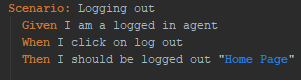 Scenario: Logging out
Given I am a logged in agent
When I click on log out
Then I should be logged out "Home Page"